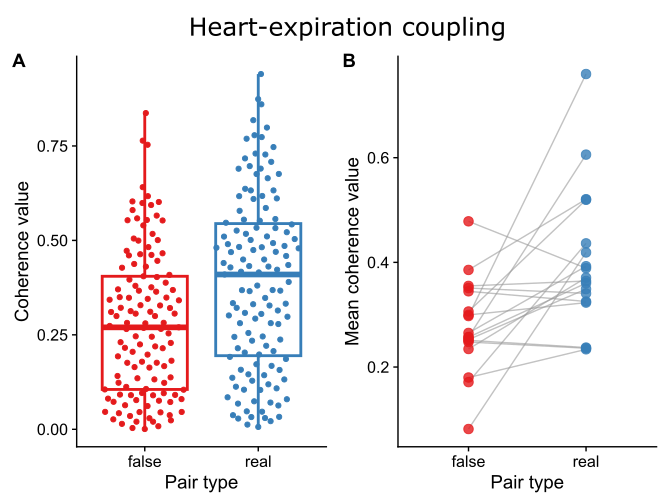 Heart-expiration coupling
A
B
Coherence value
0.75
0.50
0.25
0.00
false
real
Pair type
Mean coherence value
0.6
0.4
0.2
false
real
Pair type